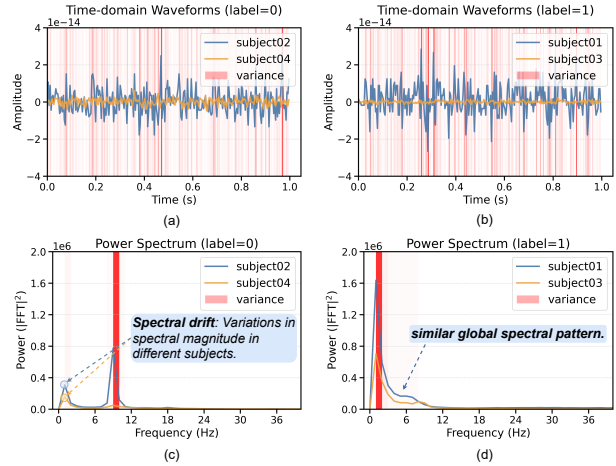 Time-domain Waveforms (label=0)
1e−14
4
2
0
−2
−4
Amplitude
subject02
subject04
variance
0.0 0.2 0.4 0.6 0.8 1.0
Time (s)
(a)
Time-domain Waveforms (label=1)
1e−14
4
2
0
−2
−4
Amplitude
subject01
subject03
variance
0.0 0.2 0.4 0.6 0.8 1.0
Time (s)
(b)
Power Spectrum (label=0)
1e6
2.0
1.6
1.2
0.8
0.4
0.0
Power (|FFT|²)
subject02
subject04
variance
Spectral drift: Variations in
spectral magnitude in
different subjects.
0 6 12 18 24 30 36
Frequency (Hz)
(c)
Power Spectrum (label=1)
1e6
2.0
1.6
1.2
0.8
0.4
0.0
Power (|FFT|²)
subject01
subject03
variance
similar global spectral pattern.
0 6 12 18 24 30 36
Frequency (Hz)
(d)